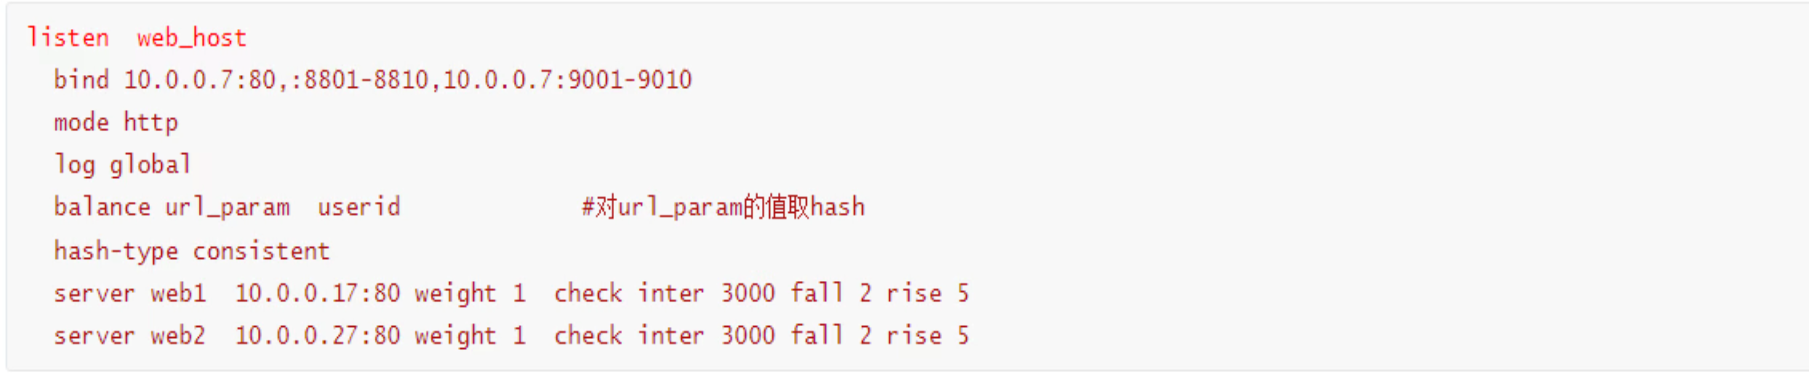 listen  web_host
  bind 10.0.0.7:80,:8801-8810,10.0.0.7:9001-9010
  mode http
  log global
  balance url_param  userid             #对url_param的值取hash
  hash-type consistent
  server web1  10.0.0.17:80 weight 1  check inter 3000 fall 2 rise 5
  server web2  10.0.0.27:80 weight 1  check inter 3000 fall 2 rise 5